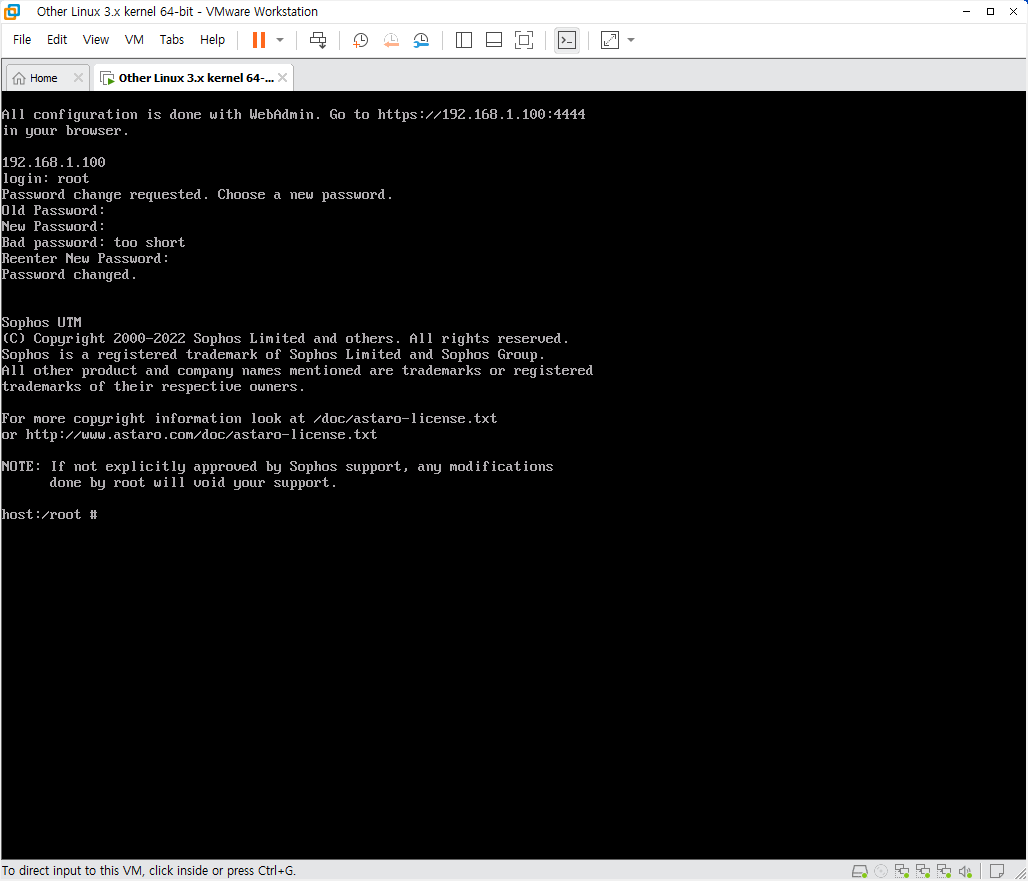 Other Linux 3.x kernel 64-bit - VMware Workstation
File Edit View VM Tabs Help
Home
Other Linux 3.x kernel 64-...
All configuration is done with WebAdmin. Go to https://192.168.1.100:4444
in your browser.
192.168.1.100
login: root
Password change requested. Choose a new password.
Old Password:
New Password:
Bad password: too short
Reenter New Password:
Password changed.
Sophos UTM
(C) Copyright 2000-2022 Sophos Limited and others. All rights reserved.
Sophos is a registered trademark of Sophos Limited and Sophos Group.
All other product and company names mentioned are trademarks or registered
trademarks of their respective owners.
For more copyright information look at /doc/astaro-license.txt
or http://www.astaro.com/doc/astaro-license.txt
NOTE: If not explicitly approved by Sophos support, any modifications
done by root will void your support.
host:/root #
To direct input to this VM, click inside or press Ctrl+G.